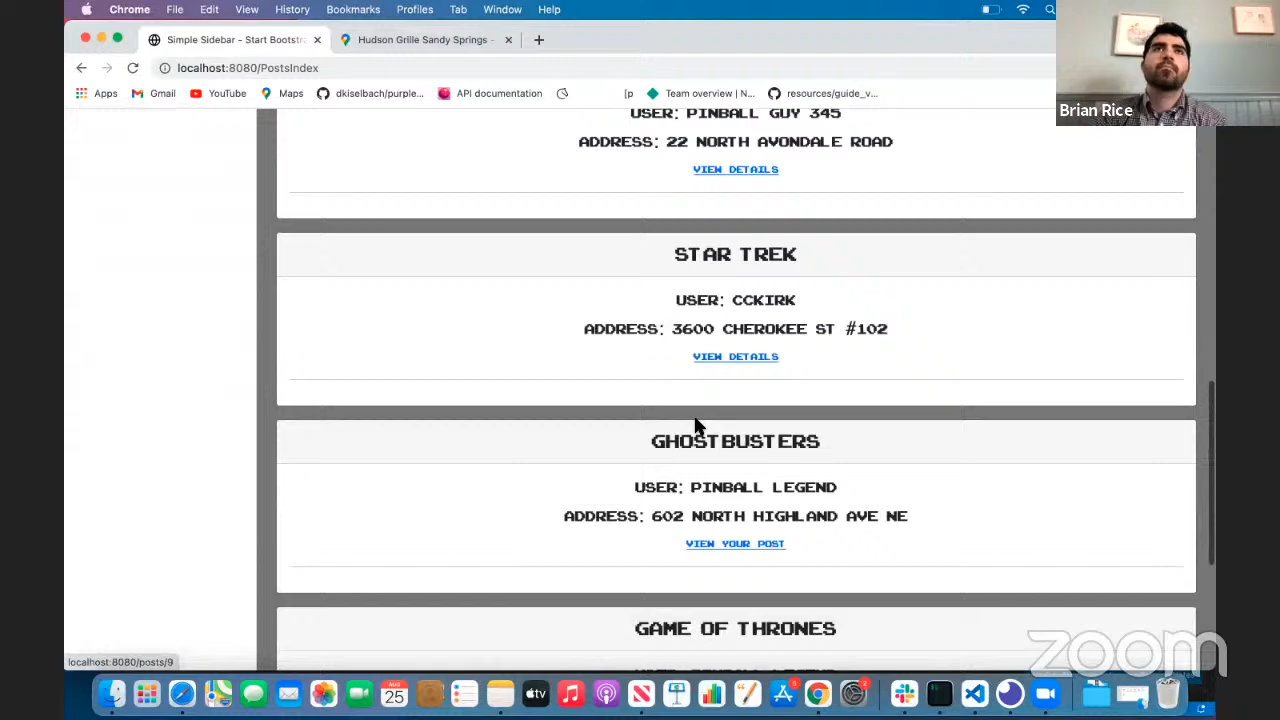 Chrome File Edit View History Bookmarks Profiles Tab Window Help
Simple Sidebar - Start Bootstr
Hudson Grille Sandy Springs -
localhost:8080/PostsIndex
Apps Gmail YouTube Maps dkiselbach/purple... API documentation {p Team overview | N... resources/guide_v...
Brian Rice
USER: PINBALL GUY 345
ADDRESS: 22 NORTH AVONDALE ROAD
VIEW DETAILS
STAR TREK
USER: CCKIRK
ADDRESS: 3600 CHEROKEE ST #102
VIEW DETAILS
GHOSTBUSTERS
USER: PINBALL LEGEND
ADDRESS: 602 NORTH HIGHLAND AVE NE
VIEW YOUR POST
GAME OF THRONES
zoom
localhost:8080/posts/9
AUG
25
tv
5
2